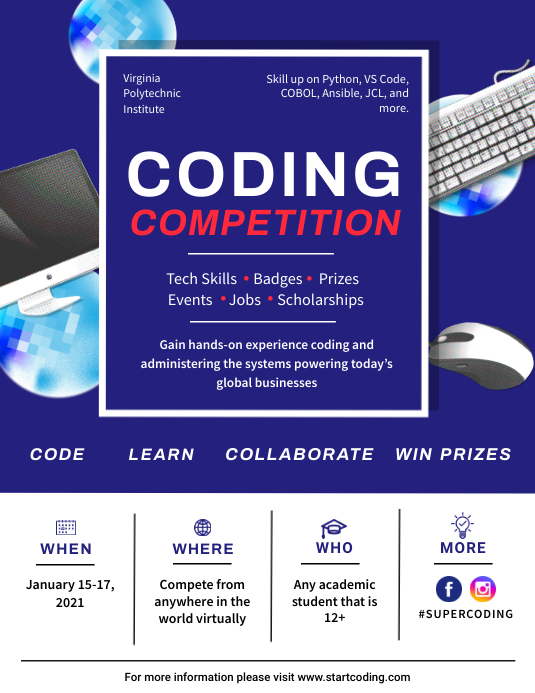 Virginia
Polytechnic
Institute
Skill up on Python, VS Code,
COBOL, Ansible, JCL, and
more.
CODING
COMPETITION
Tech Skills • Badges • Prizes
Events • Jobs • Scholarships
Gain hands-on experience coding and
administering the systems powering today’s
global businesses
CODE LEARN COLLABORATE WIN PRIZES
WHEN
January 15-17,
2021
WHERE
Compete from
anywhere in the
world virtually
WHO
Any academic
student that is
12+
MORE
#SUPERCODING
For more information please visit www.startcoding.com